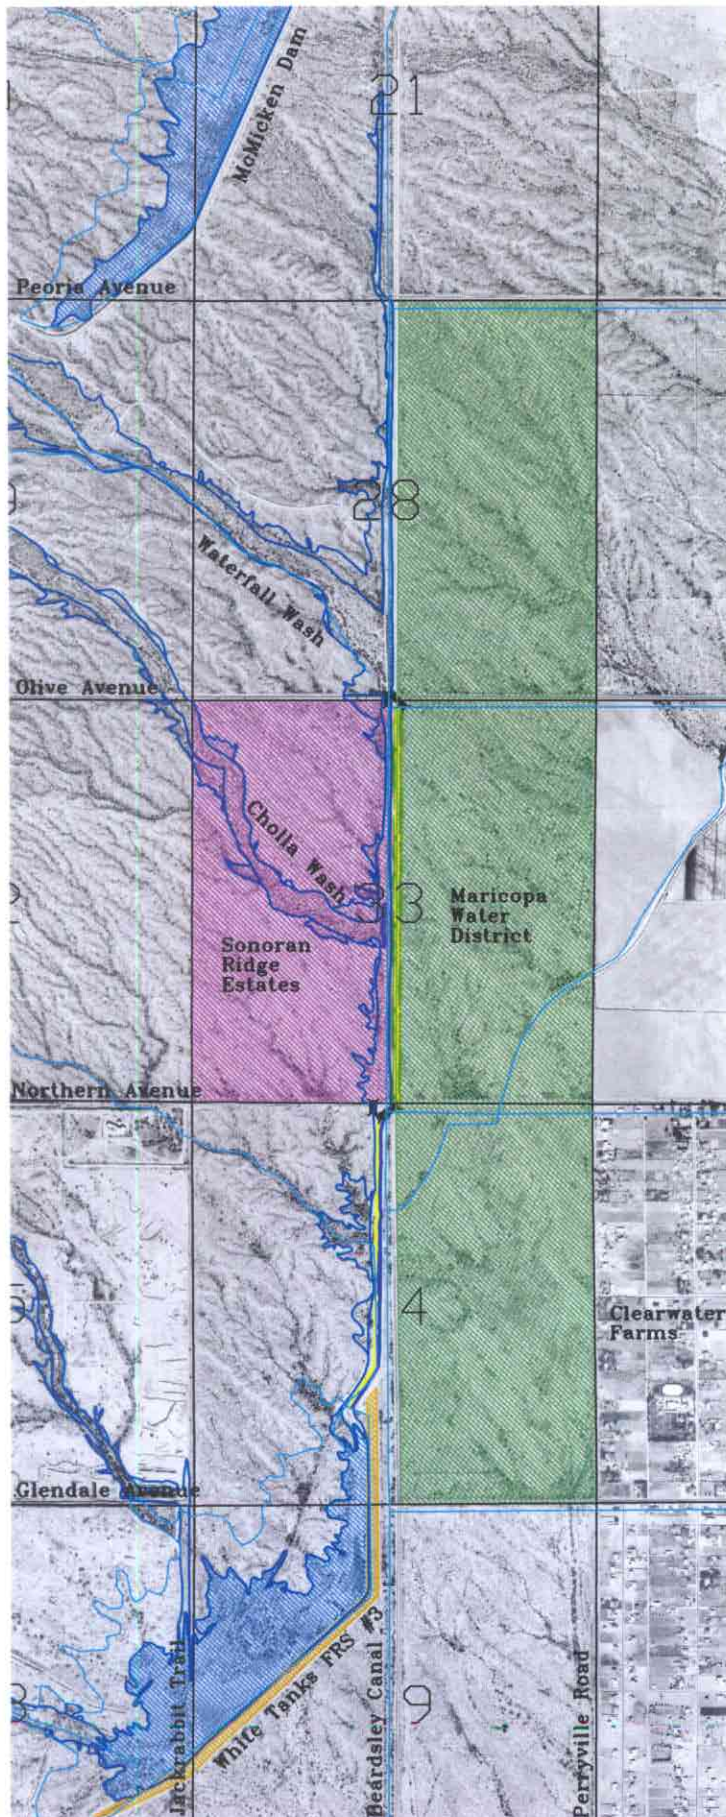 21
McMicken Dam
Peoria Avenue
28
Waterfall Wash
Olive Avenue
Cholla Wash
33
Maricopa
Water
District
Sonoran
Ridge
Estates
Northern Avenue
4
Clearwater
Farms
Glendale Avenue
White Tanks FRS #3
Jackrabbit Trail
Beardsley Canal
9
Perryville Road